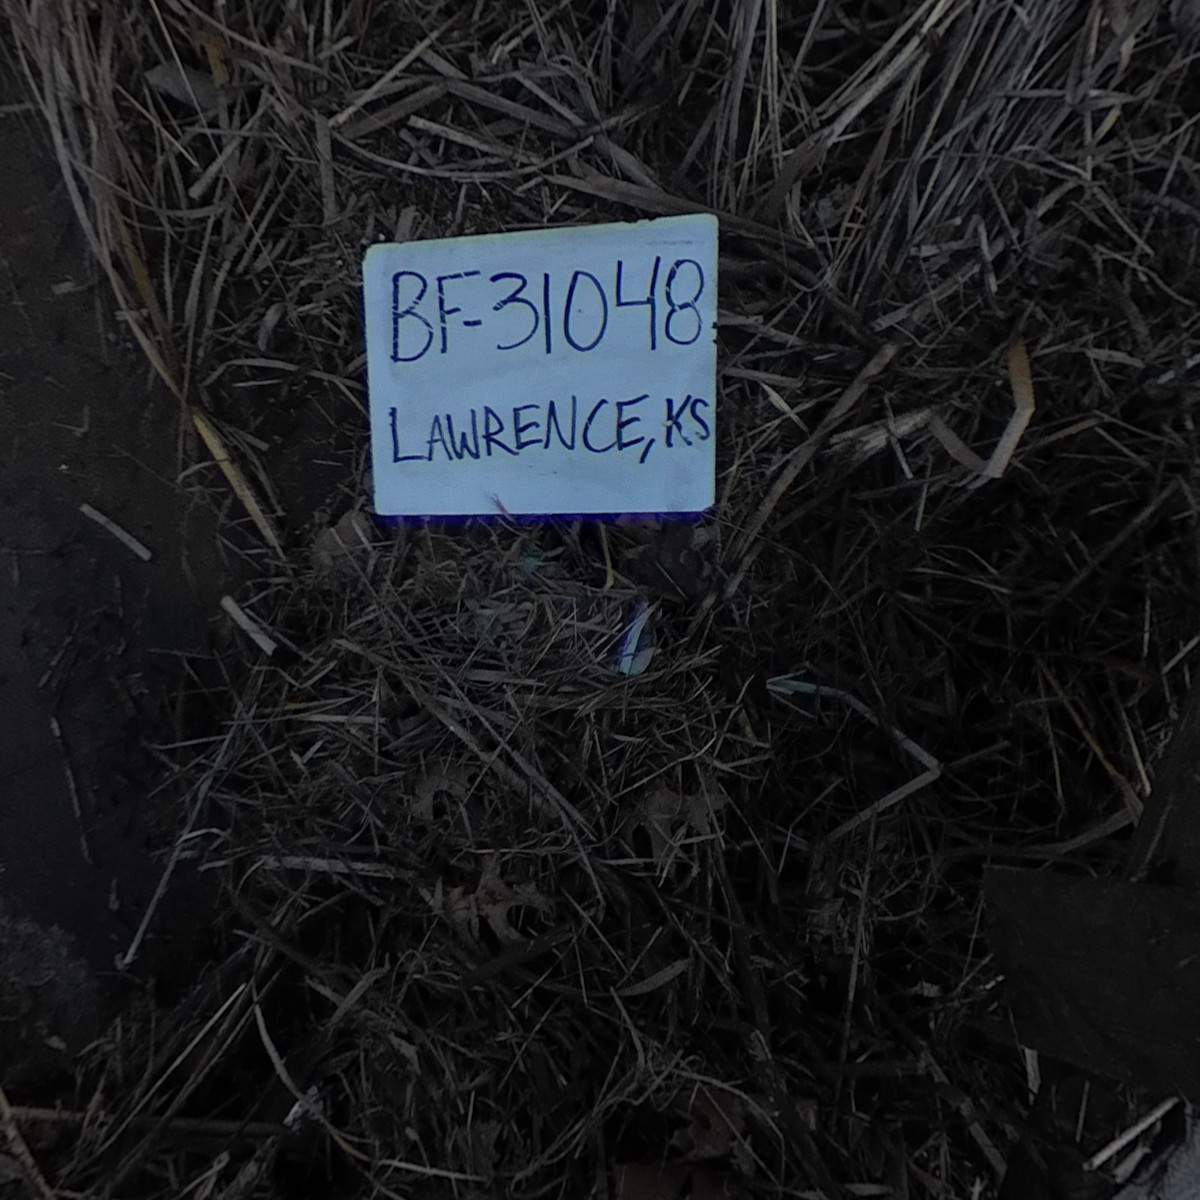 BF-31048
LAWRENCE, KS